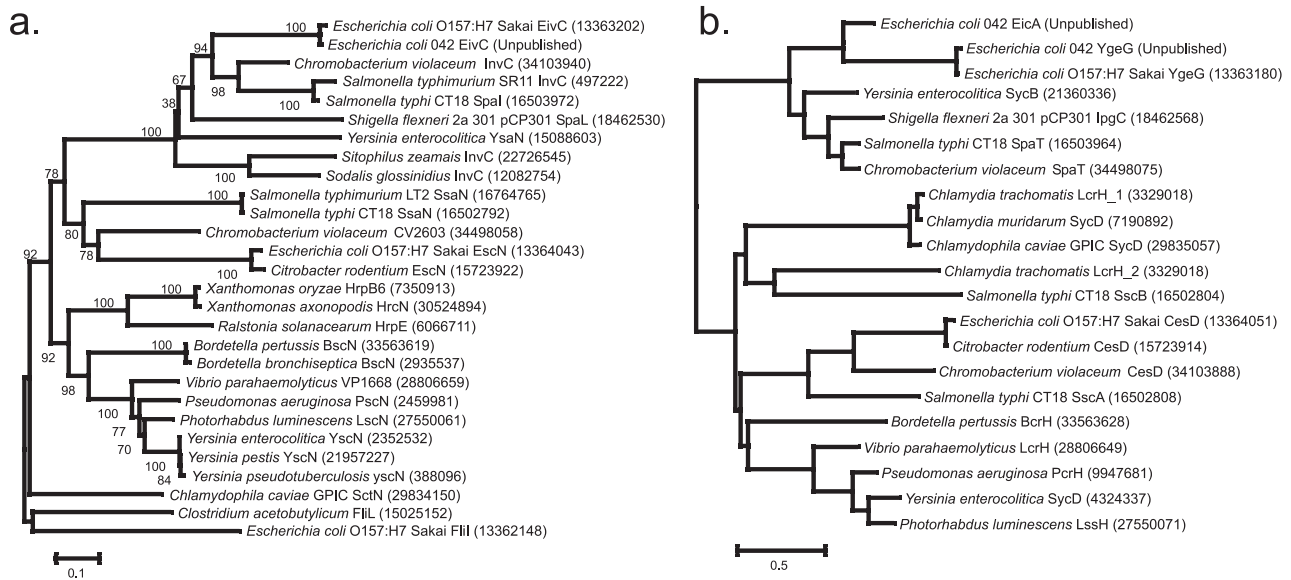 a.
Escherichia coli O157:H7 Sakai EivC (13363202)
100
Escherichia coli 042 EivC (Unpublished)
94
Chromobacterium violaceum InvC (34103940)
67
Salmonella typhimurium SR11 InvC (497222)
98
100
Salmonella typhi CT18 SpaI (16503972)
38
Shigella flexneri 2a 301 pCP301 SpaL (18462530)
100
Yersinia enterocolitica YsaN (15088603)
Sitophilus zeamais InvC (22726545)
100
Sodalis glossinidius InvC (12082754)
78
100
Salmonella typhimurium LT2 SsaN (16764765)
Salmonella typhi CT18 SsaN (16502792)
80
Chromobacterium violaceum CV2603 (34498058)
78
Escherichia coli O157:H7 Sakai EscN (13364043)
92
100
Citrobacter rodentium EscN (15723922)
100
Xanthomonas oryzae HrpB6 (7350913)
100
Xanthomonas axonopodis HrcN (30524894)
Ralstonia solanacearum HrpE (6066711)
92
100
Bordetella pertussis BscN (33563619)
Bordetella bronchiseptica BscN (2935537)
98
Vibrio parahaemolyticus VP1668 (28806659)
Pseudomonas aeruginosa PscN (2459981)
100
Photorhabdus luminescens LscN (27550061)
77
Yersinia enterocolitica YscN (2352532)
70
Yersinia pestis YscN (21957227)
100
Yersinia pseudotuberculosis yscN (388096)
84
Chlamydophila caviae GPIC SctN (29834150)
Clostridium acetobutylicum FliL (15025152)
Escherichia coli O157:H7 Sakai FliI (13362148)
0.1
b.
Escherichia coli 042 EicA (Unpublished)
Escherichia coli 042 YgeG (Unpublished)
Escherichia coli O157:H7 Sakai YgeG (13363180)
Yersinia enterocolitica SycB (21360336)
Shigella flexneri 2a 301 pCP301 IpgC (18462568)
Salmonella typhi CT18 SpaT (16503964)
Chromobacterium violaceum SpaT (34498075)
Chlamydia trachomatis LcrH_1 (3329018)
Chlamydia muridarum SycD (7190892)
Chlamydophila caviae GPIC SycD (29835057)
Chlamydia trachomatis LcrH_2 (3329018)
Salmonella typhi CT18 SscB (16502804)
Escherichia coli O157:H7 Sakai CesD (13364051)
Citrobacter rodentium CesD (15723914)
Chromobacterium violaceum CesD (34103888)
Salmonella typhi CT18 SscA (16502808)
Bordetella pertussis BcrH (33563628)
Vibrio parahaemolyticus LcrH (28806649)
Pseudomonas aeruginosa PcrH (9947681)
Yersinia enterocolitica SycD (4324337)
Photorhabdus luminescens LssH (27550071)
0.5